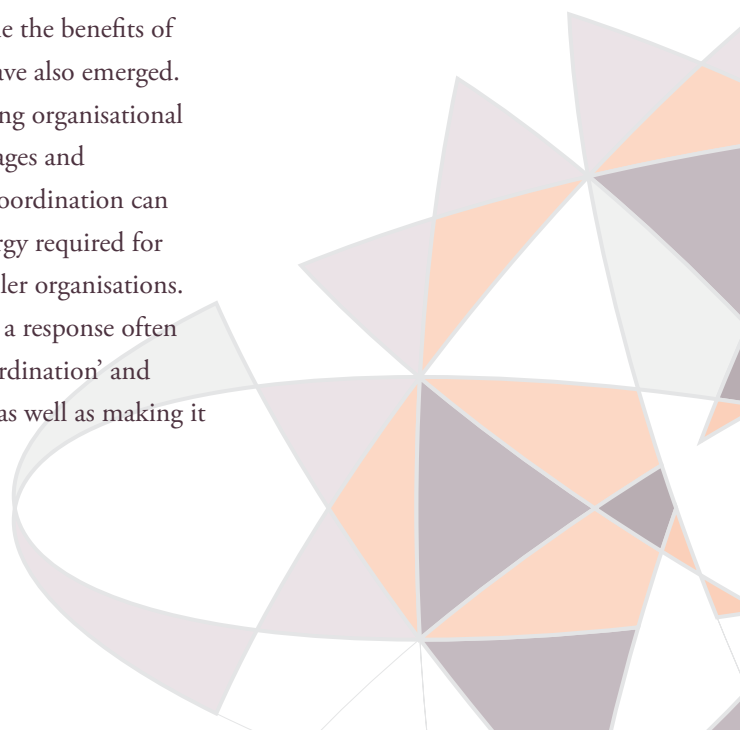 e the benefits of
ave also emerged.
ng organisational
ages and
oordination can
rgy required for
ler organisations.
a response often
rdination’ and
as well as making it